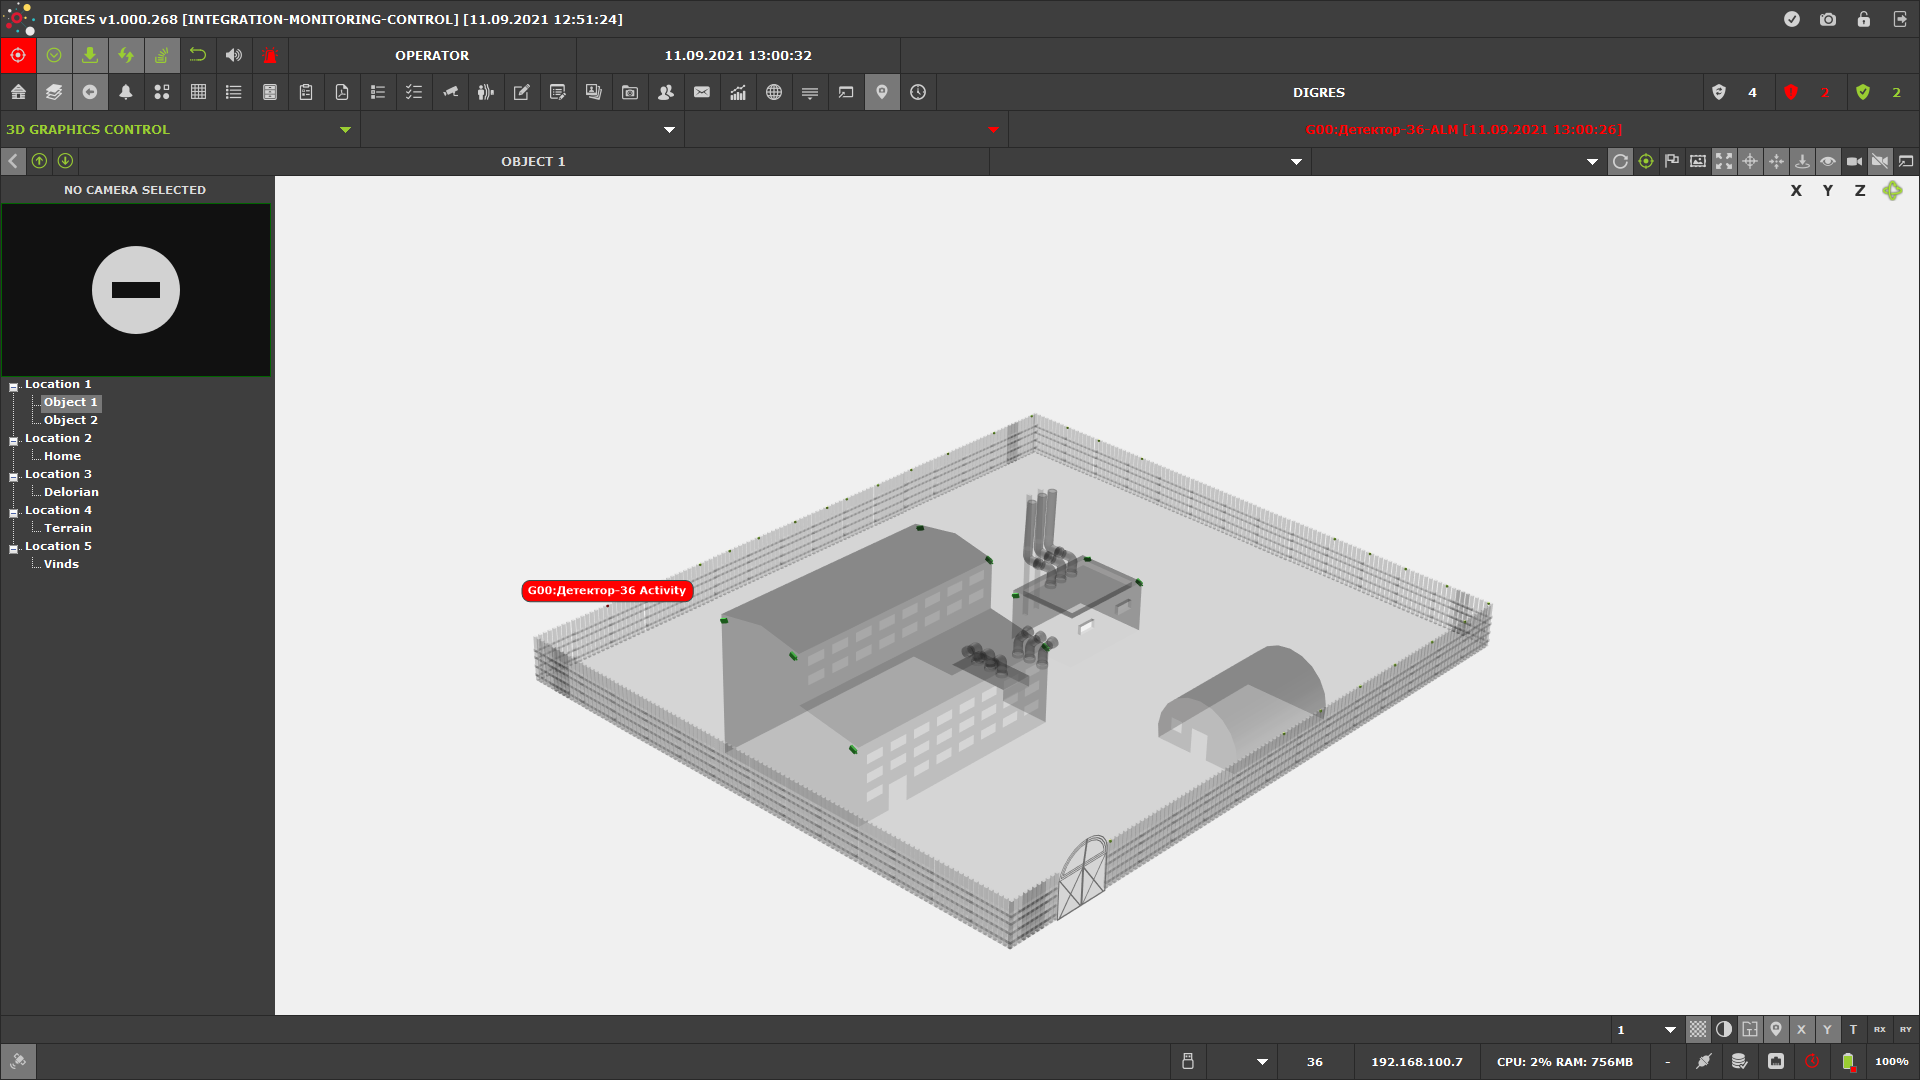 DIGRES v1.000.268 [INTEGRATION-MONITORING-CONTROL] [11.09.2021 12:51:24]
OPERATOR
11.09.2021 13:00:32
DIGRES
4
2
2
3D GRAPHICS CONTROL
G00:Детектор-36-ALM [11.09.2021 13:00:26]
OBJECT 1
NO CAMERA SELECTED
X Y Z
Location 1
Object 1
Object 2
Location 2
Home
Location 3
Delorian
Location 4
Terrain
Location 5
Vinds
G00:Детектор-36 Activity
1
X
Y
T
RX
RY
36
192.168.100.7
CPU: 2% RAM: 756MB
-
100%